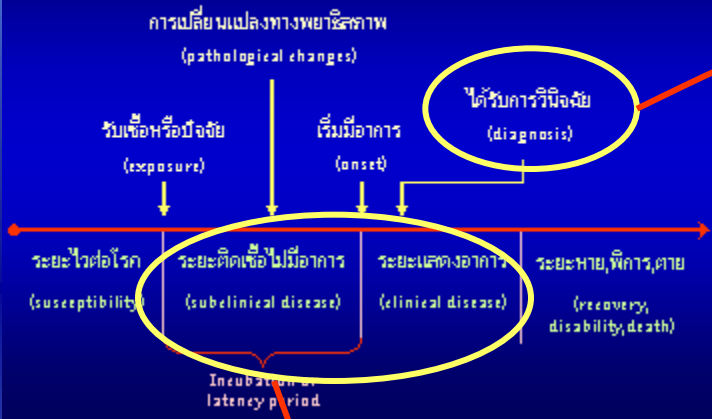 การเปลี่ยนแปลงทางพยาธิสภาพ
(pathological changes)
ได้รับการวินิจฉัย
(diagnosis)
รับเชื้อหรือปัจจัย
(exposure)
เริ่มมีอาการ
(onset)
ระยะไวต่อโรค
(susceptibility)
ระยะติดเชื้อไม่มีอาการ
(subclinical disease)
ระยะแสดงอาการ
(clinical disease)
ระยะหาย,พิการ,ตาย
(recovery,
disability,death)
Incubation or
latency period